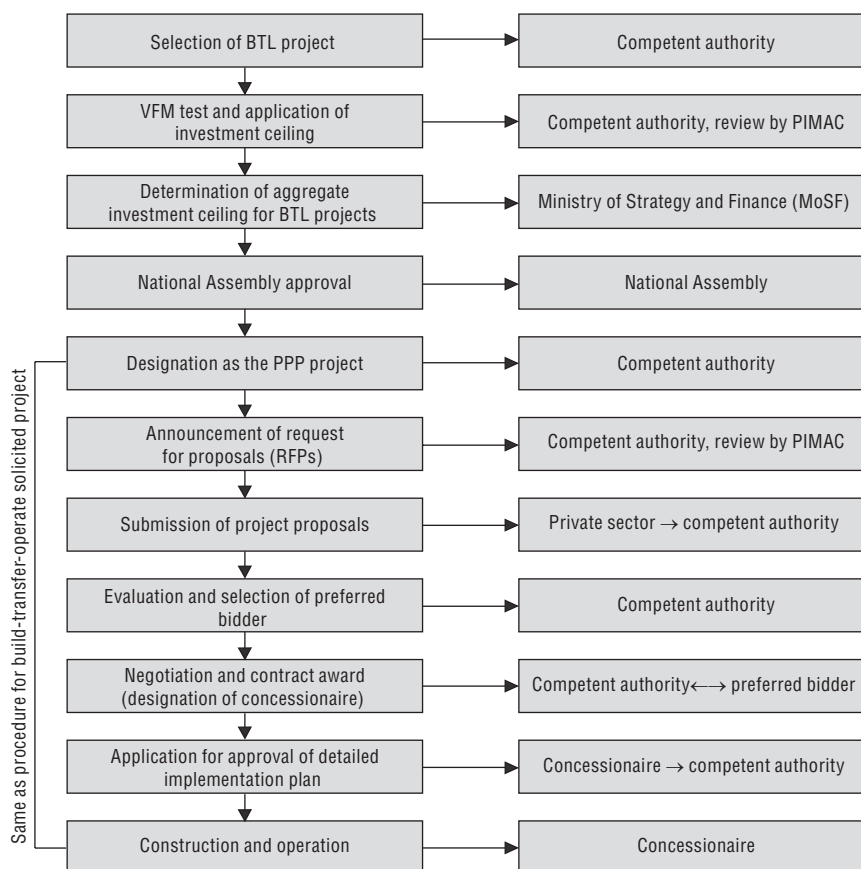 Selection of BTL project
Competent authority
VFM test and application of
investment ceiling
Competent authority, review by PIMAC
Determination of aggregate
investment ceiling for BTL projects
Ministry of Strategy and Finance (MoSF)
National Assembly approval
National Assembly
Same as procedure for build-transfer-operate solicited project
Designation as the PPP project
Competent authority
Announcement of request
for proposals (RFPs)
Competent authority, review by PIMAC
Submission of project proposals
Private sector → competent authority
Evaluation and selection of preferred
bidder
Competent authority
Negotiation and contract award
(designation of concessionaire)
Competent authority←→ preferred bidder
Application for approval of detailed
implementation plan
Concessionaire → competent authority
Construction and operation
Concessionaire